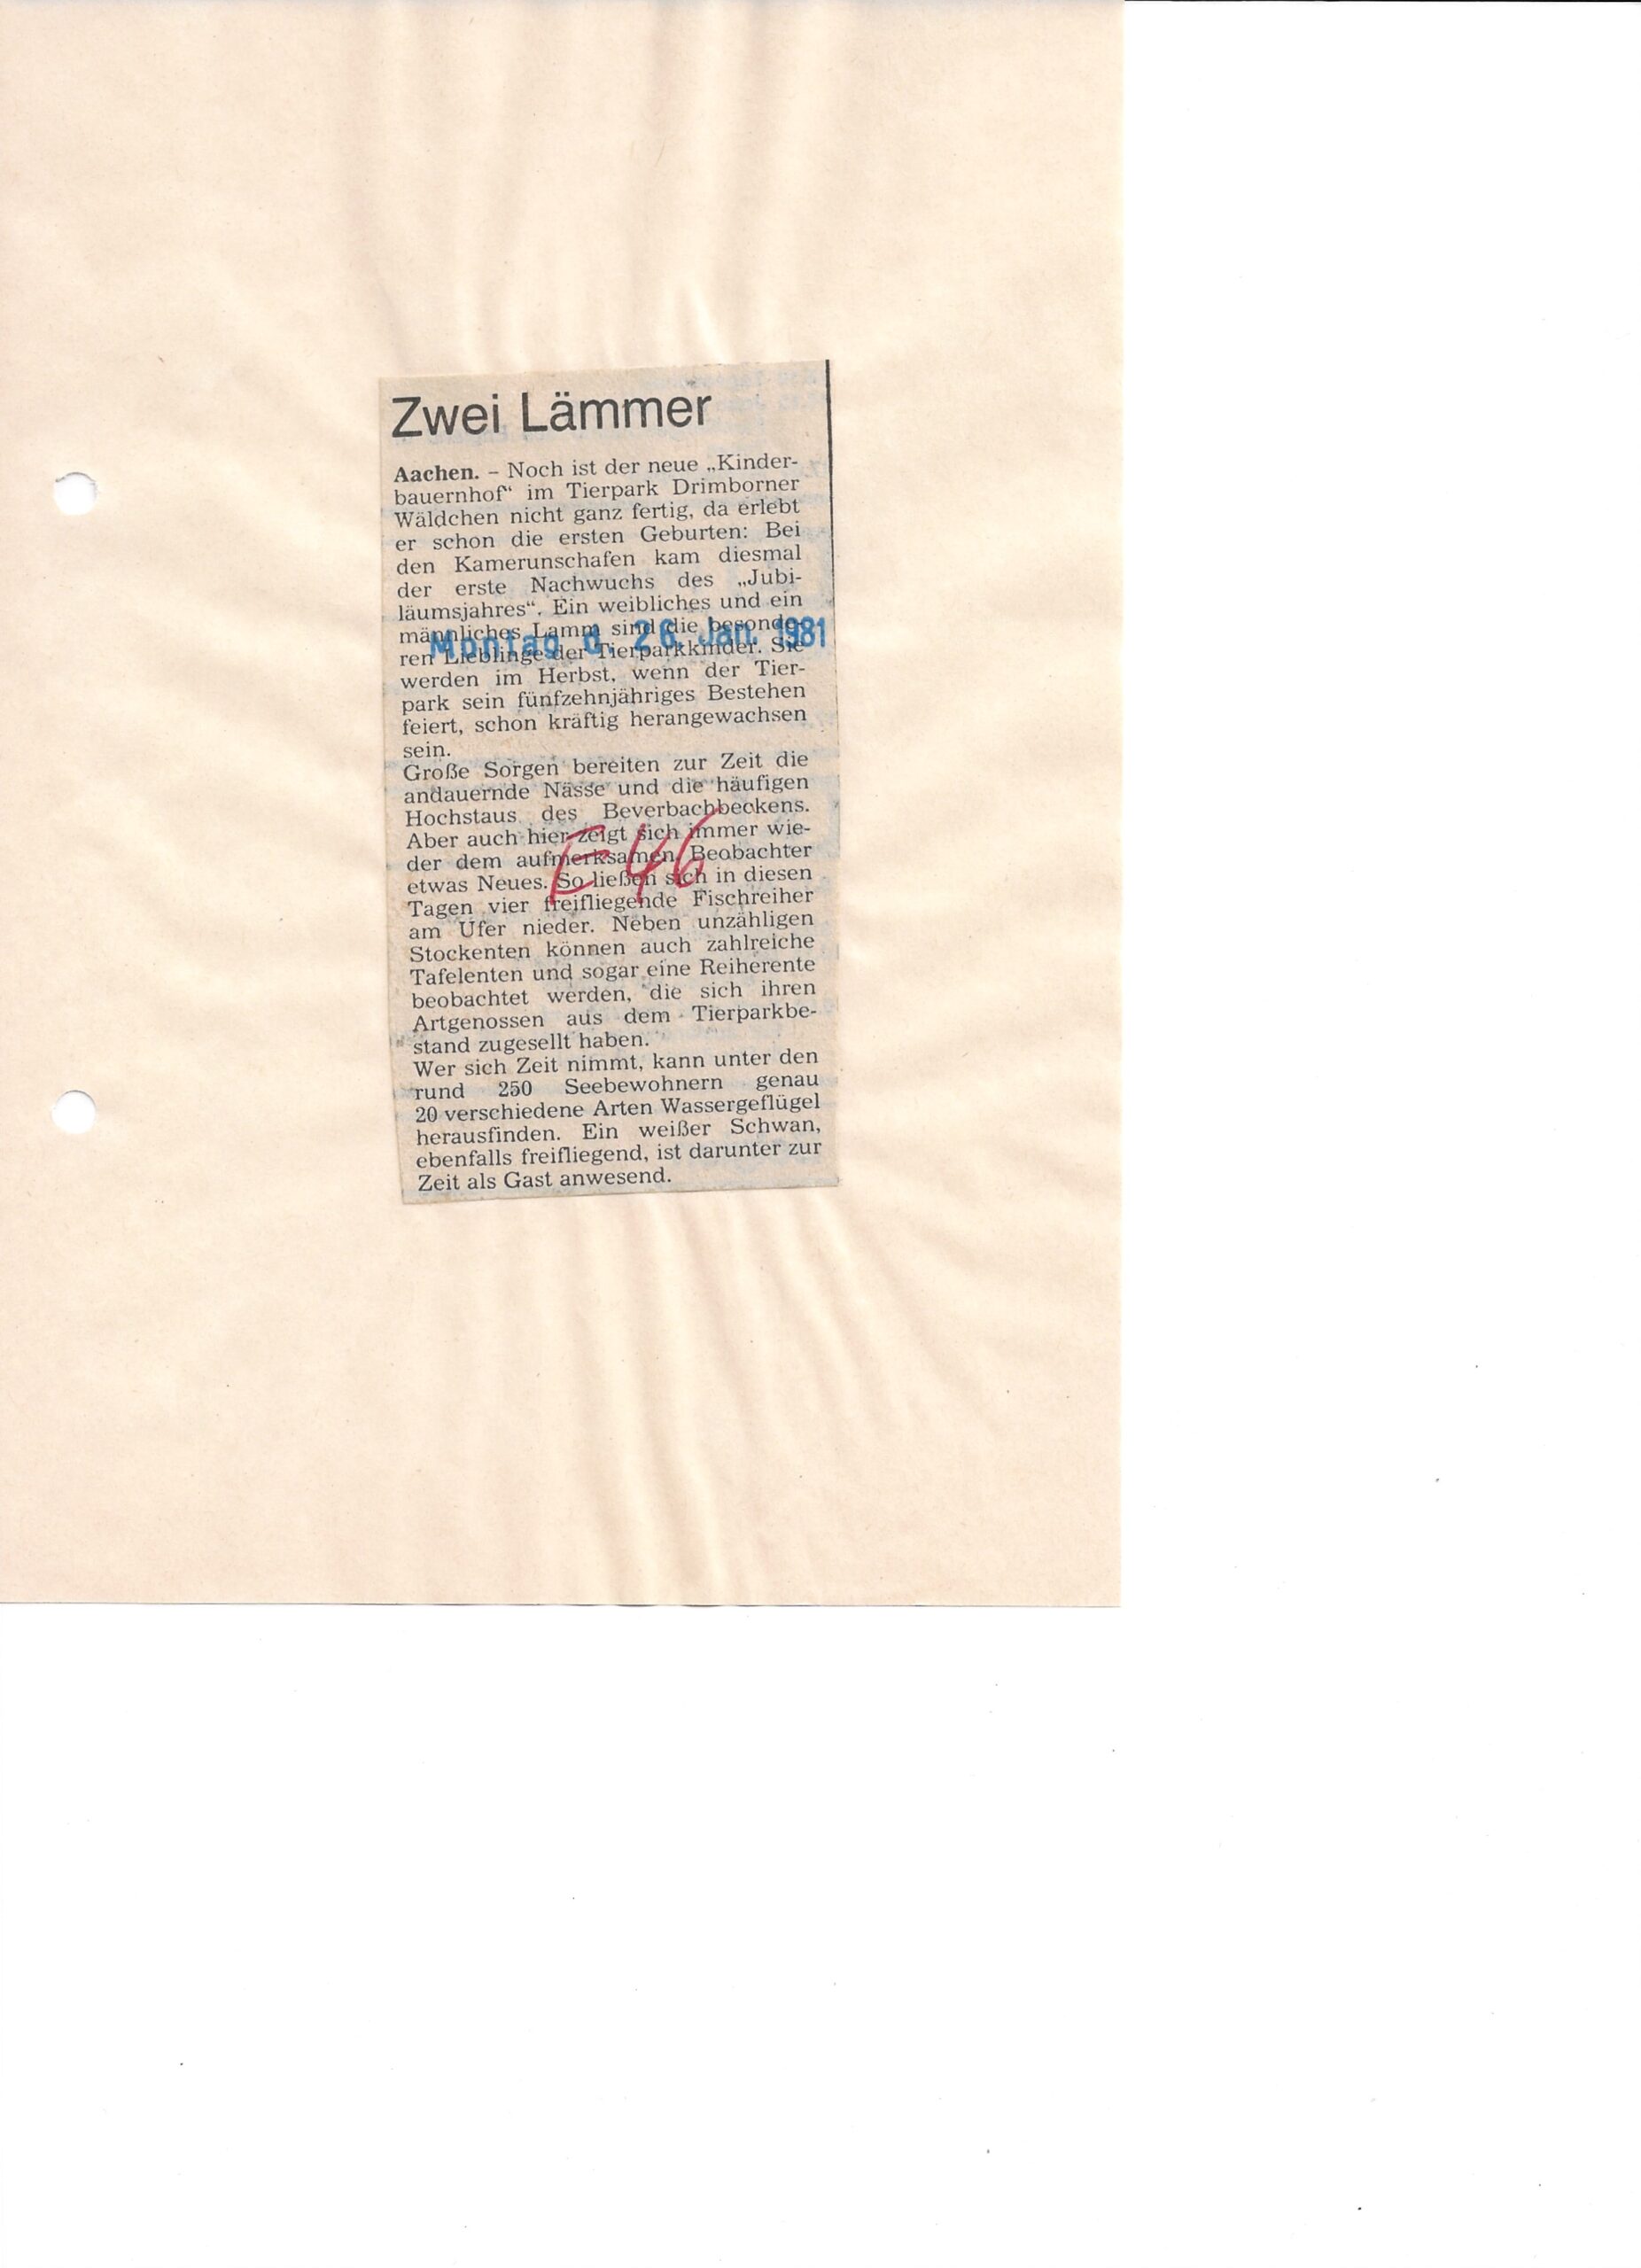 Zwei Lämmer
Aachen. – Noch ist der neue „Kinder-
bauernhof“ im Tierpark Drimborner
Wäldchen nicht ganz fertig, da erlebt
er schon die ersten Geburten: Bei
den Kamerunschafen kam diesmal
der erste Nachwuchs des „Jubi-
läumsjahres“. Ein weibliches und ein
männliches Lamm sind die besonde-
ren Lieblinge der Tierparkkinder. Sie
Montag d. 26. Jan. 1981
werden im Herbst, wenn der Tier-
park sein fünfzehnjähriges Bestehen
feiert, schon kräftig herangewachsen
sein.
Große Sorgen bereiten zur Zeit die
andauernde Nässe und die häufigen
Hochstaus des Beverbachbeckens.
Aber auch hier zeigt sich immer wie-
der dem aufmerksamen Beobachter
E 46
etwas Neues. So ließen sich in diesen
Tagen vier freifliegende Fischreiher
am Ufer nieder. Neben unzähligen
Stockenten können auch zahlreiche
Tafelenten und sogar eine Reiherente
beobachtet werden, die sich ihren
Artgenossen aus dem Tierparkbe-
stand zugesellt haben.
Wer sich Zeit nimmt, kann unter den
rund 250 Seebewohnern genau
20 verschiedene Arten Wassergeflügel
herausfinden. Ein weißer Schwan,
ebenfalls freifliegend, ist darunter zur
Zeit als Gast anwesend.